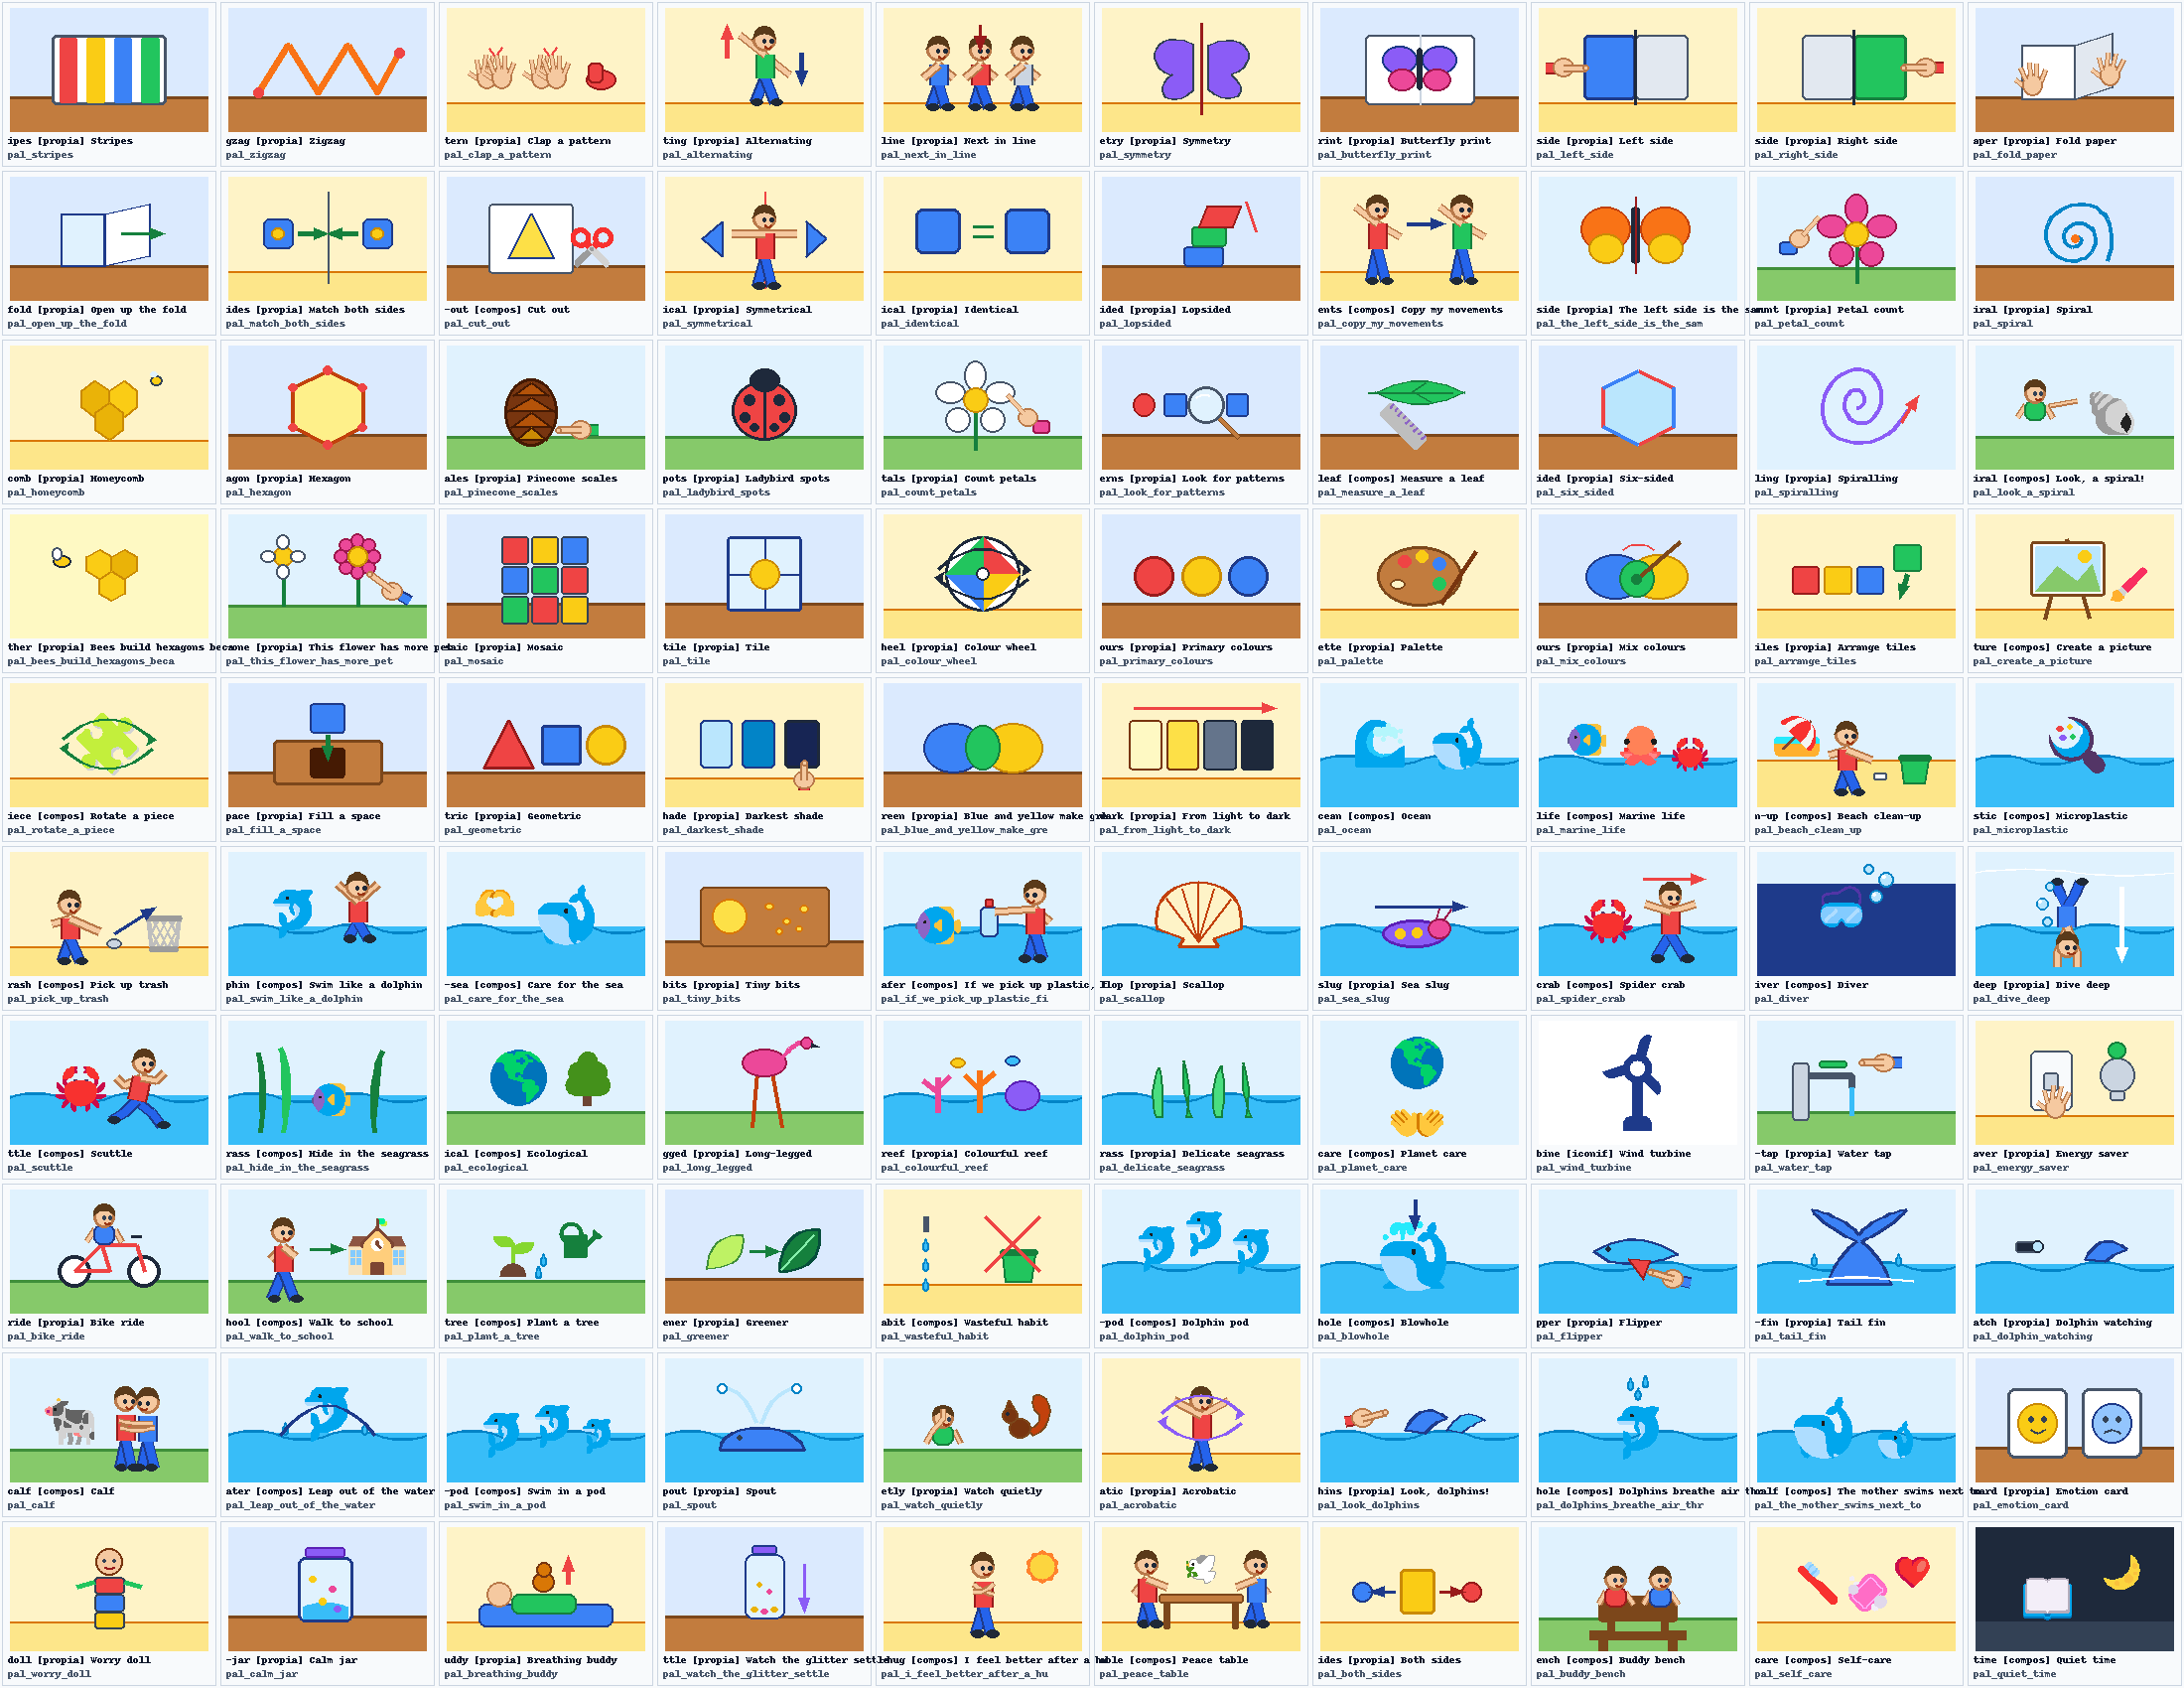 ipes [propia] Stripes
pal_stripes
gzag [propia] Zigzag
pal_zigzag
tern [propia] Clap a pattern
pal_clap_a_pattern
ting [propia] Alternating
pal_alternating
line [propia] Next in line
pal_next_in_line
etry [propia] Symmetry
pal_symmetry
rint [propia] Butterfly print
pal_butterfly_print
side [propia] Left side
pal_left_side
side [propia] Right side
pal_right_side
aper [propia] Fold paper
pal_fold_paper
fold [propia] Open up the fold
pal_open_up_the_fold
ides [propia] Match both sides
pal_match_both_sides
-out [compos] Cut out
pal_cut_out
ical [propia] Symmetrical
pal_symmetrical
ical [propia] Identical
pal_identical
ided [propia] Lopsided
pal_lopsided
ents [propia] Copy my movements
pal_copy_my_movements
side [propia] The left side is the sam
pal_the_left_side_is_the_sam
unt [propia] Petal count
pal_petal_count
iral [propia] Spiral
pal_spiral
comb [propia] Honeycomb
pal_honeycomb
agon [propia] Hexagon
pal_hexagon
ales [propia] Pinecone scales
pal_pinecone_scales
pots [propia] Ladybird spots
pal_ladybird_spots
tals [propia] Count petals
pal_count_petals
erns [propia] Look for patterns
pal_look_for_patterns
leaf [compos] Measure a leaf
pal_measure_a_leaf
ided [propia] Six-sided
pal_six_sided
ling [propia] Spiralling
pal_spiralling
iral [compos] Look, a spiral!
pal_look_a_spiral
ther [propia] Bees build hexagons beca
pal_bees_build_hexagons_beca
one [propia] This flower has more pe
pal_this_flower_has_more_pet
saic [propia] Mosaic
pal_mosaic
tile [propia] Tile
pal_tile
heel [propia] Colour wheel
pal_colour_wheel
ours [propia] Primary colours
pal_primary_colours
ette [propia] Palette
pal_palette
ours [propia] Mix colours
pal_mix_colours
iles [propia] Arrange tiles
pal_arrange_tiles
ture [compos] Create a picture
pal_create_a_picture
iece [compos] Rotate a piece
pal_rotate_a_piece
pace [propia] Fill a space
pal_fill_a_space
tric [propia] Geometric
pal_geometric
hade [propia] Darkest shade
pal_darkest_shade
reen [propia] Blue and yellow make gre
pal_blue_and_yellow_make_gre
dark [propia] From light to dark
pal_from_light_to_dark
cean [compos] Ocean
pal_ocean
life [compos] Marine life
pal_marine_life
n-up [compos] Beach clean-up
pal_beach_clean_up
stic [compos] Microplastic
pal_microplastic
rash [compos] Pick up trash
pal_pick_up_trash
phin [compos] Swim like a dolphin
pal_swim_like_a_dolphin
-sea [compos] Care for the sea
pal_care_for_the_sea
bits [propia] Tiny bits
pal_tiny_bits
afer [compos] If we pick up plastic,
pal_if_we_pick_up_plastic_fi
llop [propia] Scallop
pal_scallop
slug [propia] Sea slug
pal_sea_slug
crab [compos] Spider crab
pal_spider_crab
iver [compos] Diver
pal_diver
deep [propia] Dive deep
pal_dive_deep
ttle [compos] Scuttle
pal_scuttle
rass [compos] Hide in the seagrass
pal_hide_in_the_seagrass
ical [compos] Ecological
pal_ecological
gged [propia] Long-legged
pal_long_legged
reef [propia] Colourful reef
pal_colourful_reef
rass [propia] Delicate seagrass
pal_delicate_seagrass
care [compos] Planet care
pal_planet_care
bine [iconif] Wind turbine
pal_wind_turbine
-tap [propia] Water tap
pal_water_tap
aver [propia] Energy saver
pal_energy_saver
ride [propia] Bike ride
pal_bike_ride
hool [compos] Walk to school
pal_walk_to_school
tree [compos] Plant a tree
pal_plant_a_tree
ener [propia] Greener
pal_greener
abit [compos] Wasteful habit
pal_wasteful_habit
-pod [compos] Dolphin pod
pal_dolphin_pod
hole [compos] Blowhole
pal_blowhole
pper [propia] Flipper
pal_flipper
-fin [propia] Tail fin
pal_tail_fin
atch [propia] Dolphin watching
pal_dolphin_watching
calf [compos] Calf
pal_calf
ater [compos] Leap out of the water
pal_leap_out_of_the_water
-pod [compos] Swim in a pod
pal_swim_in_a_pod
pout [propia] Spout
pal_spout
etly [propia] Watch quietly
pal_watch_quietly
atic [propia] Acrobatic
pal_acrobatic
hins [propia] Look, dolphins!
pal_look_dolphins
hole [compos] Dolphins breathe air th
pal_dolphins_breathe_air_thr
alf [compos] The mother swims next t
pal_the_mother_swims_next_to
card [propia] Emotion card
pal_emotion_card
doll [propia] Worry doll
pal_worry_doll
-jar [propia] Calm jar
pal_calm_jar
uddy [propia] Breathing buddy
pal_breathing_buddy
ttle [propia] Watch the glitter settl
pal_watch_the_glitter_settle
hug [compos] I feel better after a hu
pal_i_feel_better_after_a_hu
able [compos] Peace table
pal_peace_table
ides [propia] Both sides
pal_both_sides
ench [compos] Buddy bench
pal_buddy_bench
care [compos] Self-care
pal_self_care
time [compos] Quiet time
pal_quiet_time